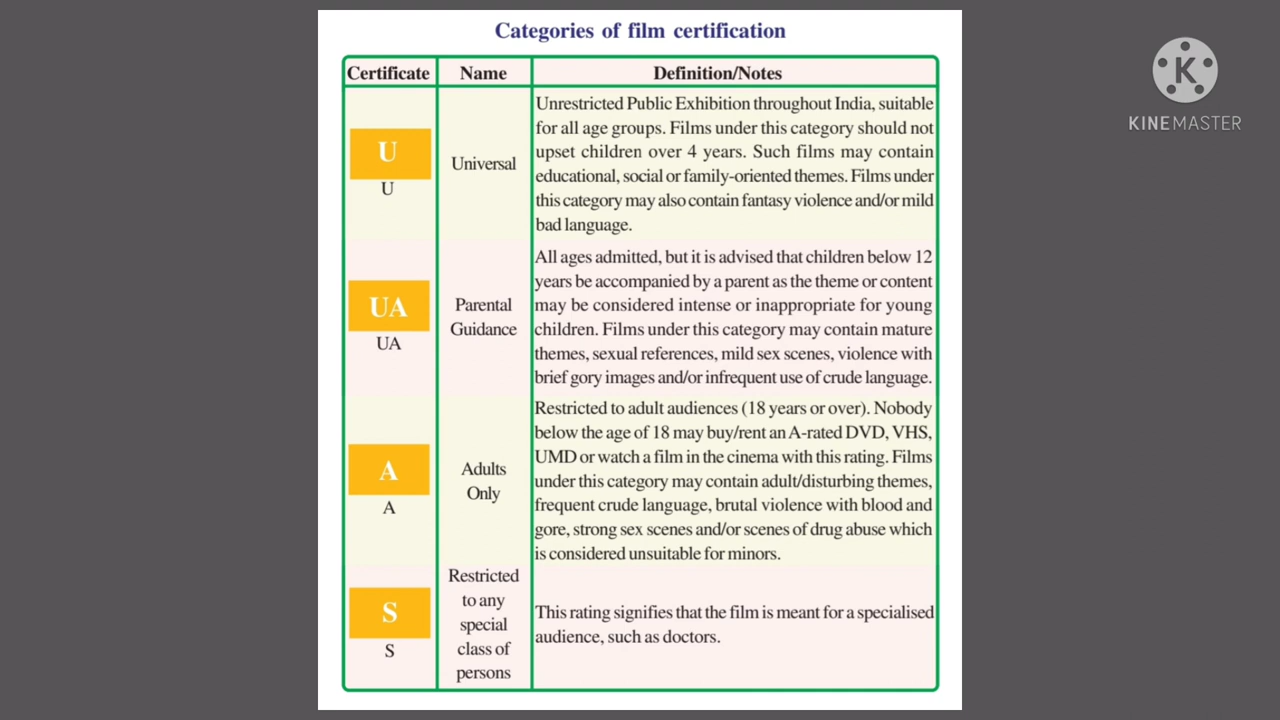 Categories of film certification
Certificate Name Definition/Notes
U
U
Universal
Unrestricted Public Exhibition throughout India, suitable
for all age groups. Films under this category should not
upset children over 4 years. Such films may contain
educational, social or family-oriented themes. Films under
this category may also contain fantasy violence and/or mild
bad language.
UA
UA
Parental
Guidance
All ages admitted, but it is advised that children below 12
years be accompanied by a parent as the theme or content
may be considered intense or inappropriate for young
children. Films under this category may contain mature
themes, sexual references, mild sex scenes, violence with
brief gory images and/or infrequent use of crude language.
A
A
Adults
Only
Restricted to adult audiences (18 years or over). Nobody
below the age of 18 may buy/rent an A-rated DVD, VHS,
UMD or watch a film in the cinema with this rating. Films
under this category may contain adult/disturbing themes,
frequent crude language, brutal violence with blood and
gore, strong sex scenes and/or scenes of drug abuse which
is considered unsuitable for minors.
S
S
Restricted
to any
special
class of
persons
This rating signifies that the film is meant for a specialised
audience, such as doctors.
K
KINEMASTER